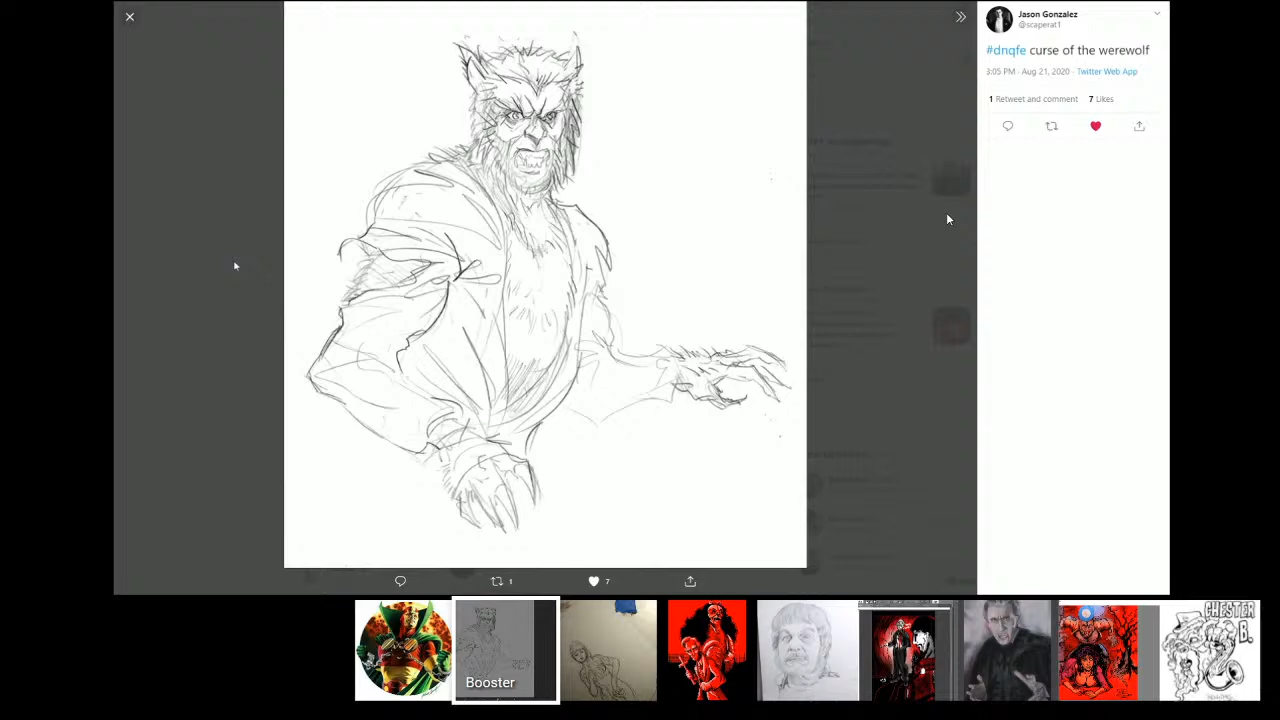 Jason Gonzalez
@scaperat1
#dnqfe curse of the werewolf
3:05 PM · Aug 21, 2020 · Twitter Web App
1 Retweet and comment 7 Likes
1
7
Booster
CHESTER
B.